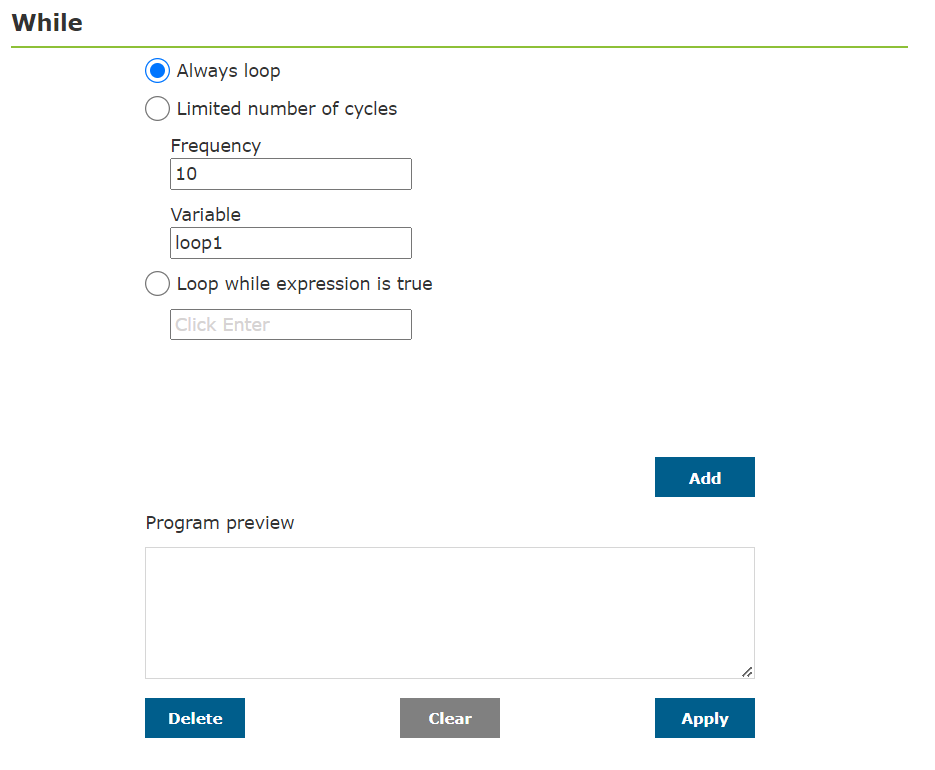 While
Always loop
Limited number of cycles
Frequency
10
Variable
loop1
Loop while expression is true
Click Enter
Add
Program preview
Delete
Clear
Apply